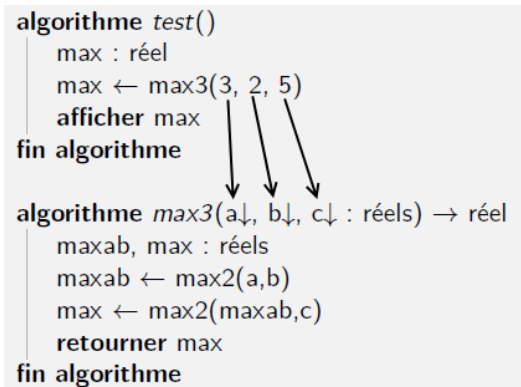 algorithme test()
max : réel
max ← max3(3, 2, 5)
afficher max
fin algorithme
algorithme max3(a↓, b↓, c↓ : réels) → réel
maxab, max : réels
maxab ← max2(a,b)
max ← max2(maxab,c)
retourner max
fin algorithme